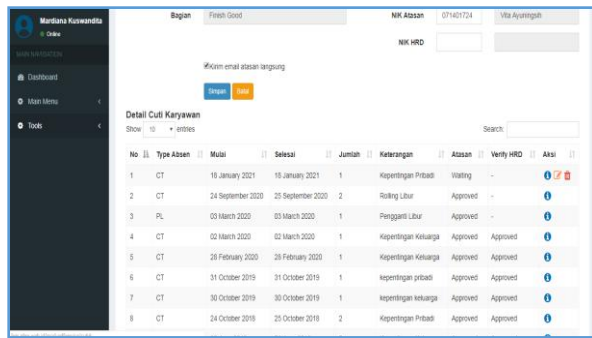 Mardiana Kuswandita
Online
MAIN NAVIGATION
Dashboard
Main Menu
Tools
Bagian Finish Good NIK Atasan 071401724 Vita Ayuningsih
NIK HRD
Kirim email atasan langsung
Simpan Batal
Detail Cuti Karyawan
Show 10 entries Search:
No Type Absen Mulai Selesai Jumlah Keterangan Atasan Verify HRD Aksi
1 CT 18 January 2021 18 January 2021 1 Kepentingan Pribadi Waiting -
2 CT 24 September 2020 25 September 2020 2 Rolling Libur Approved -
3 PL 03 March 2020 03 March 2020 1 Pengganti Libur Approved -
4 CT 02 March 2020 02 March 2020 1 Kepentingan Keluarga Approved Approved
5 CT 28 February 2020 28 February 2020 1 Kepentingan Keluarga Approved Approved
6 CT 31 October 2019 31 October 2019 1 kepentingan pribadi Approved Approved
7 CT 30 October 2019 30 October 2019 1 kepentingan keluarga Approved Approved
8 CT 24 October 2018 25 October 2018 2 Kepentingan Pribadi Approved Approved